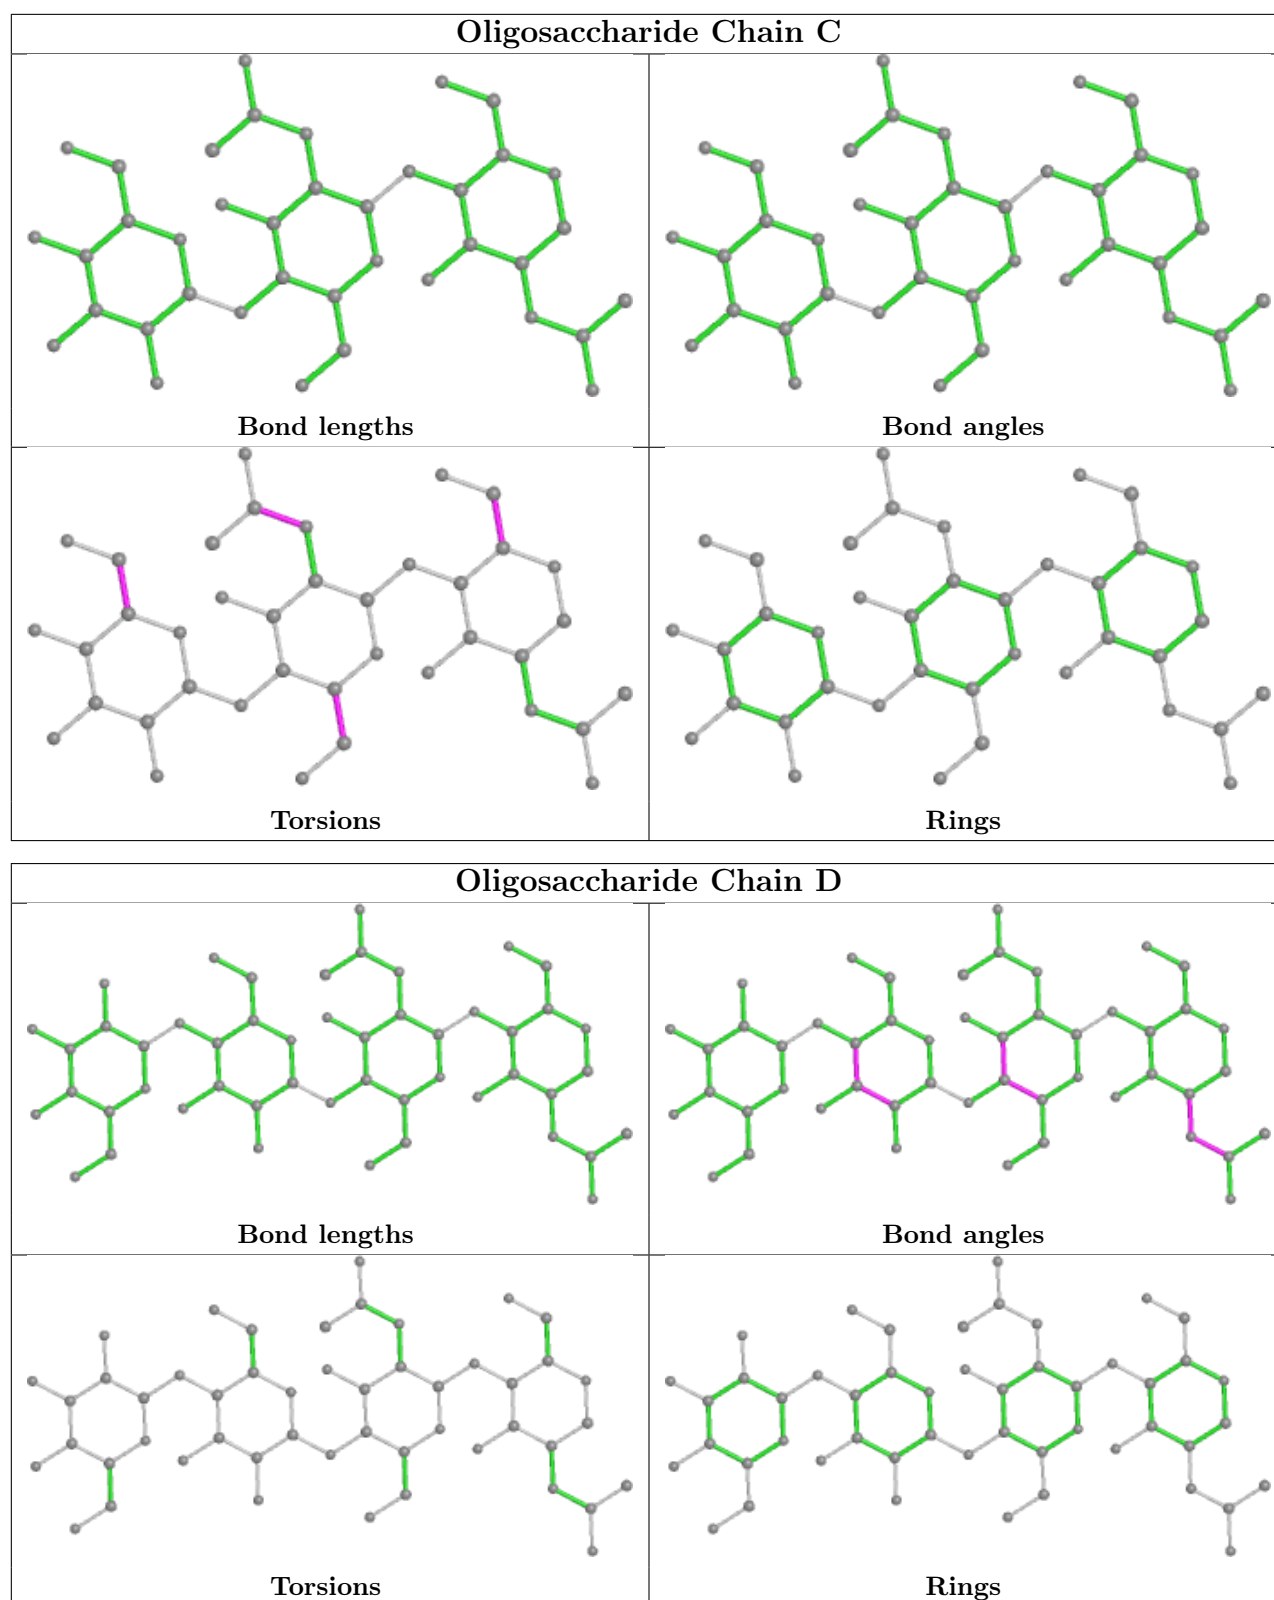 Oligosaccharide Chain C
Bond lengths
Bond angles
Torsions
Rings
Oligosaccharide Chain D
Bond lengths
Bond angles
Torsions
Rings